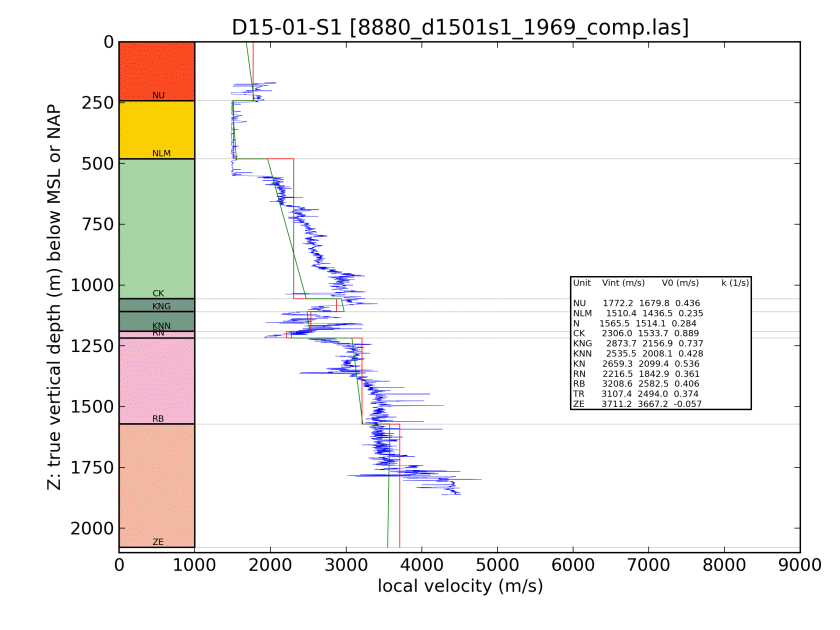 D15-01-S1 [8880_d1501s1_1969_comp.las]
0
250
500
750
1000
1250
1500
1750
2000
Z: true vertical depth (m) below MSL or NAP
NU
NLM
CK
KNG
KNN
RN
RB
ZE
Unit Vint (m/s) V0 (m/s) k (1/s)
NU 1772.2 1679.8 0.436
NLM 1510.4 1436.5 0.235
N 1565.5 1514.1 0.284
CK 2306.0 1533.7 0.889
KNG 2873.7 2156.9 0.737
KNN 2535.5 2008.1 0.428
KN 2659.3 2099.4 0.536
RN 2216.5 1842.9 0.361
RB 3208.6 2582.5 0.406
TR 3107.4 2494.0 0.374
ZE 3711.2 3667.2 -0.057
0 1000 2000 3000 4000 5000 6000 7000 8000 9000
local velocity (m/s)